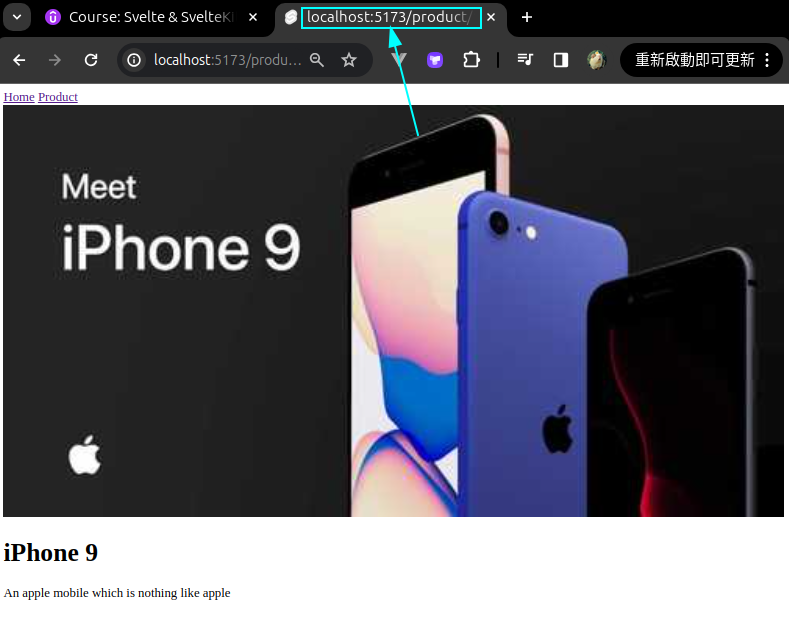 Course: Svelte & SvelteKi
localhost:5173/product/
localhost:5173/produ...
重新啟動即可更新
Home Product
Meet
iPhone 9
iPhone 9
An apple mobile which is nothing like apple